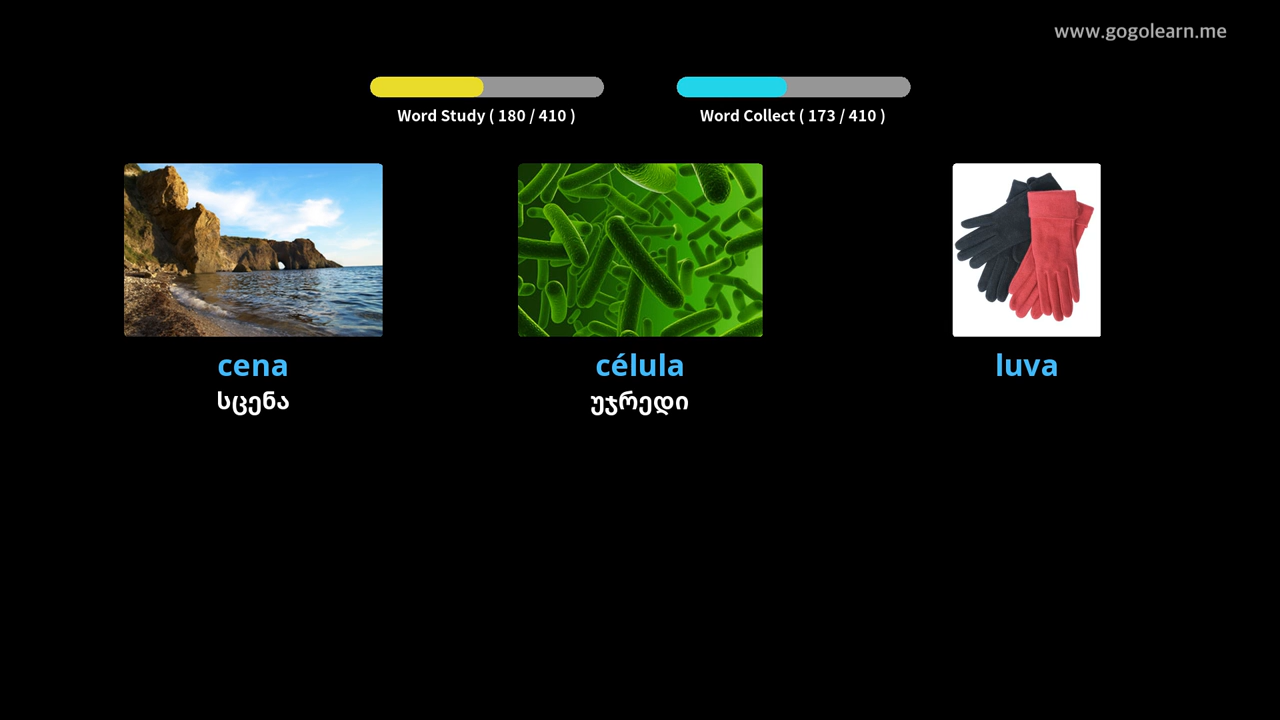 www.gogolearn.me
Word Study ( 180 / 410 )
Word Collect ( 173 / 410 )
cena
célula
luva
სცენა
უჯრედი